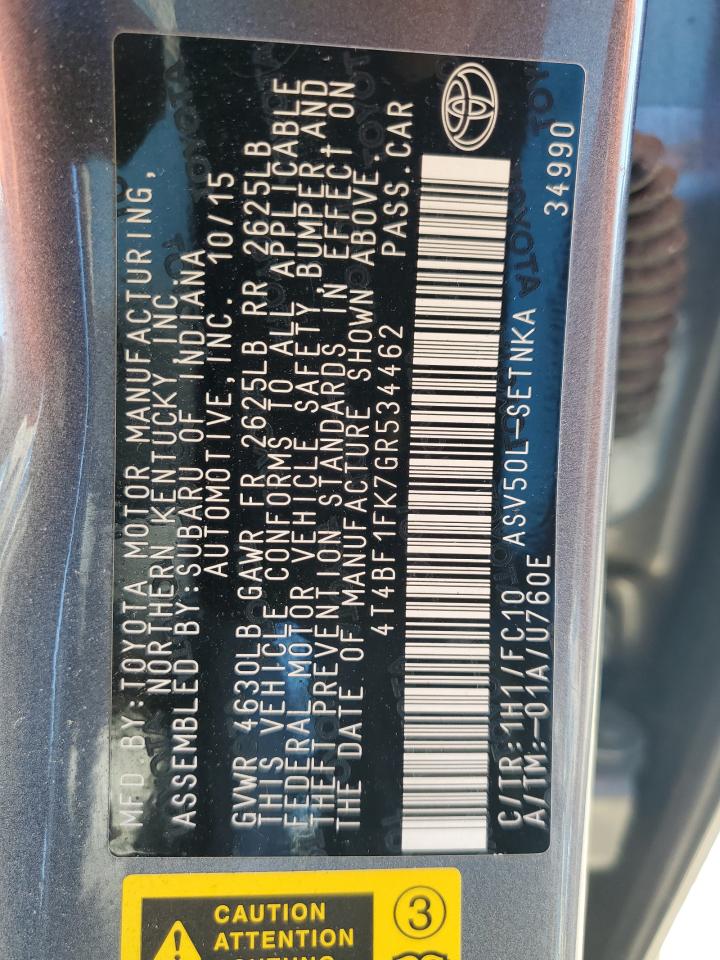 MFD BY:TOYOTA MOTOR MANUFACTURING,
NORTHERN KENTUCKY INC.
ASSEMBLED BY:SUBARU OF INDIANA
AUTOMOTIVE,INC. 10/15
GVWR 4630LB GAWR FR 2625LB RR 2625LB
THIS VEHICLE CONFORMS TO ALL APPLICABLE
FEDERAL MOTOR VEHICLE SAFETY,BUMPER,AND
THEFT PREVENTION STANDARDS IN EFFECT ON
THE DATE OF MANUFACTURE SHOWN ABOVE.
4T4BF1FK7GR534462 PASS.CAR
C/TR:1H1/FC10 ASV50L-SETNKA 34990
A/TM:-01A/U760E
CAUTION
ATTENTION
3